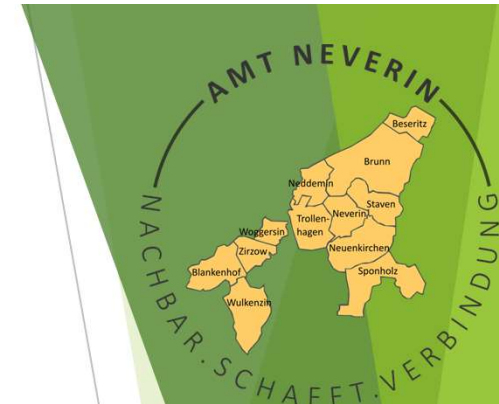 AMT NEVERIN
Beseritz
Brunn
Neddemin
Staven
Neverin
Trollen-
hagen
Woggersin
Neuenkirchen
Zirzow
Sponholz
Blankenhof
Wulkenzin
NACHBAR.SCHAFFT.VERBINDUNG